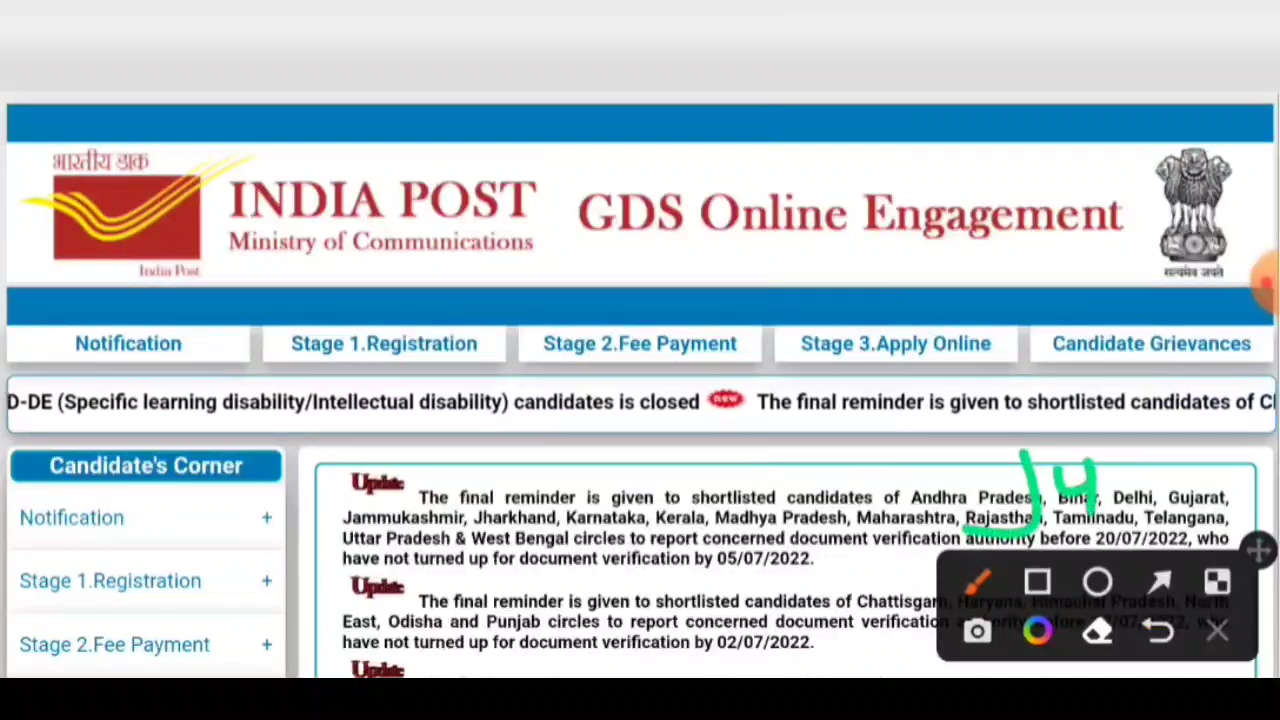 भारतीय डाक
INDIA POST
Ministry of Communications
India Post
GDS Online Engagement
सत्यमेव जयते
Notification
Stage 1.Registration
Stage 2.Fee Payment
Stage 3.Apply Online
Candidate Grievances
D-DE (Specific learning disability/Intellectual disability) candidates is closed new The final reminder is given to shortlisted candidates of C
Candidate's Corner
Notification +
Stage 1.Registration +
Stage 2.Fee Payment +
Update
The final reminder is given to shortlisted candidates of Andhra Pradesh, Bihar, Delhi, Gujarat,
Jammukashmir, Jharkhand, Karnataka, Kerala, Madhya Pradesh, Maharashtra, Rajasthan, Tamilnadu, Telangana,
Uttar Pradesh & West Bengal circles to report concerned document verification authority before 20/07/2022, who
have not turned up for document verification by 05/07/2022.
Update
The final reminder is given to shortlisted candidates of Chattisgarh, Haryana, Himachal Pradesh, North
East, Odisha and Punjab circles to report concerned document verification who
have not turned up for document verification by 02/07/2022.
Update
J4